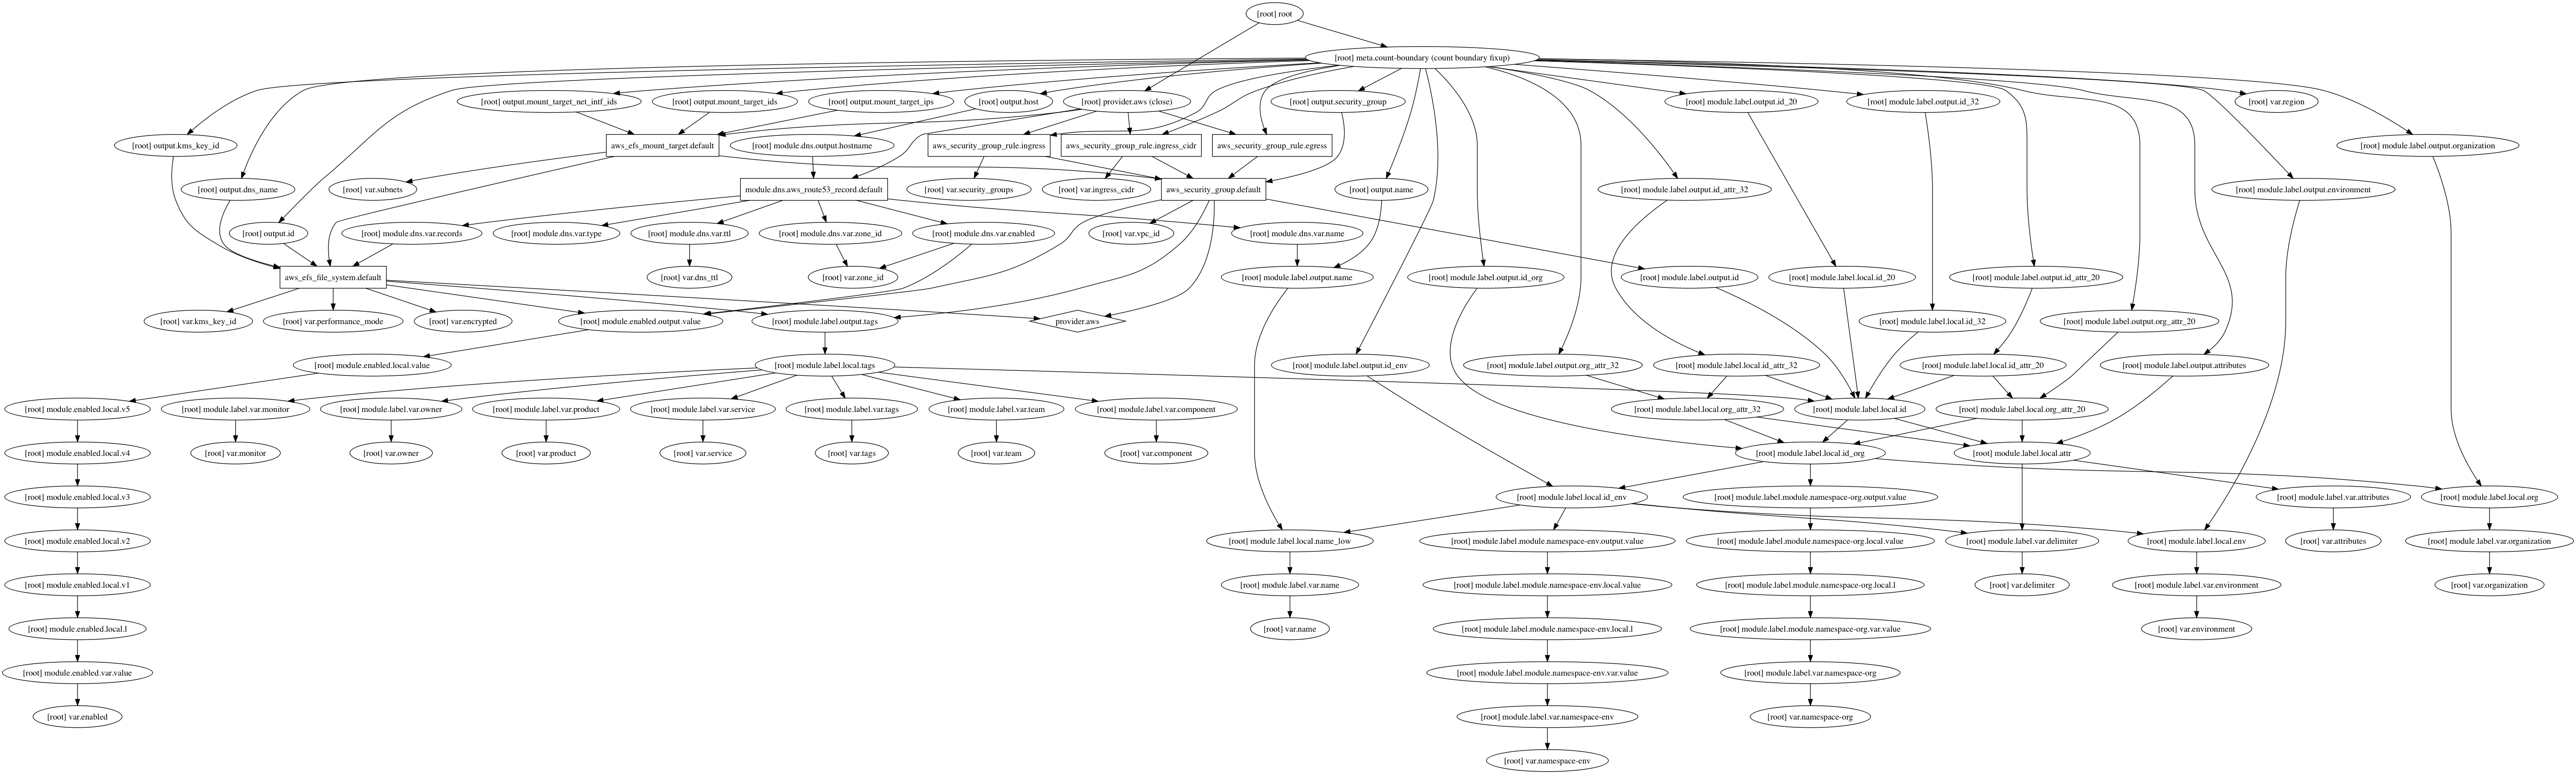 [root] root
[root] meta.count-boundary (count boundary fixup)
[root] output.mount_target_net_intf_ids
[root] output.mount_target_ids
[root] output.mount_target_ips
[root] output.host
[root] provider.aws (close)
[root] output.security_group
[root] module.label.output.id_20
[root] module.label.output.id_32
[root] var.region
[root] output.kms_key_id
aws_efs_mount_target.default
[root] module.dns.output.hostname
aws_security_group_rule.ingress
aws_security_group_rule.ingress_cidr
aws_security_group_rule.egress
[root] module.label.output.organization
[root] output.dns_name
[root] var.subnets
module.dns.aws_route53_record.default
[root] var.security_groups
[root] var.ingress_cidr
aws_security_group.default
[root] output.name
[root] module.label.output.id_attr_32
[root] module.label.output.environment
[root] output.id
[root] module.dns.var.records
[root] module.dns.var.type
[root] module.dns.var.ttl
[root] module.dns.var.zone_id
[root] module.dns.var.enabled
[root] var.vpc_id
[root] module.dns.var.name
aws_efs_file_system.default
[root] var.dns_ttl
[root] var.zone_id
[root] module.label.output.name
[root] module.label.output.id_org
[root] module.label.output.id
[root] module.label.local.id_20
[root] module.label.output.id_attr_20
[root] var.kms_key_id
[root] var.performance_mode
[root] var.encrypted
[root] module.enabled.output.value
[root] module.label.output.tags
provider.aws
[root] module.label.local.id_32
[root] module.label.output.org_attr_20
[root] module.enabled.local.value
[root] module.label.local.tags
[root] module.label.output.id_env
[root] module.label.output.org_attr_32
[root] module.label.local.id_attr_32
[root] module.label.local.id_attr_20
[root] module.label.output.attributes
[root] module.enabled.local.v5
[root] module.label.var.monitor
[root] module.label.var.owner
[root] module.label.var.product
[root] module.label.var.service
[root] module.label.var.tags
[root] module.label.var.team
[root] module.label.var.component
[root] module.label.local.org_attr_32
[root] module.label.local.id
[root] module.label.local.org_attr_20
[root] module.enabled.local.v4
[root] var.monitor
[root] var.owner
[root] var.product
[root] var.service
[root] var.tags
[root] var.team
[root] var.component
[root] module.label.local.id_org
[root] module.label.local.attr
[root] module.enabled.local.v3
[root] module.label.local.id_env
[root] module.label.module.namespace-org.output.value
[root] module.label.var.attributes
[root] module.label.local.org
[root] module.enabled.local.v2
[root] module.label.local.name_low
[root] module.label.module.namespace-env.output.value
[root] module.label.module.namespace-org.local.value
[root] module.label.var.delimiter
[root] module.label.local.env
[root] var.attributes
[root] module.label.var.organization
[root] module.enabled.local.v1
[root] module.label.var.name
[root] module.label.module.namespace-env.local.value
[root] module.label.module.namespace-org.local.l
[root] var.delimiter
[root] module.label.var.environment
[root] var.organization
[root] module.enabled.local.l
[root] var.name
[root] module.label.module.namespace-env.local.l
[root] module.label.module.namespace-org.var.value
[root] var.environment
[root] module.enabled.var.value
[root] module.label.module.namespace-env.var.value
[root] module.label.var.namespace-org
[root] var.enabled
[root] module.label.var.namespace-env
[root] var.namespace-org
[root] var.namespace-env